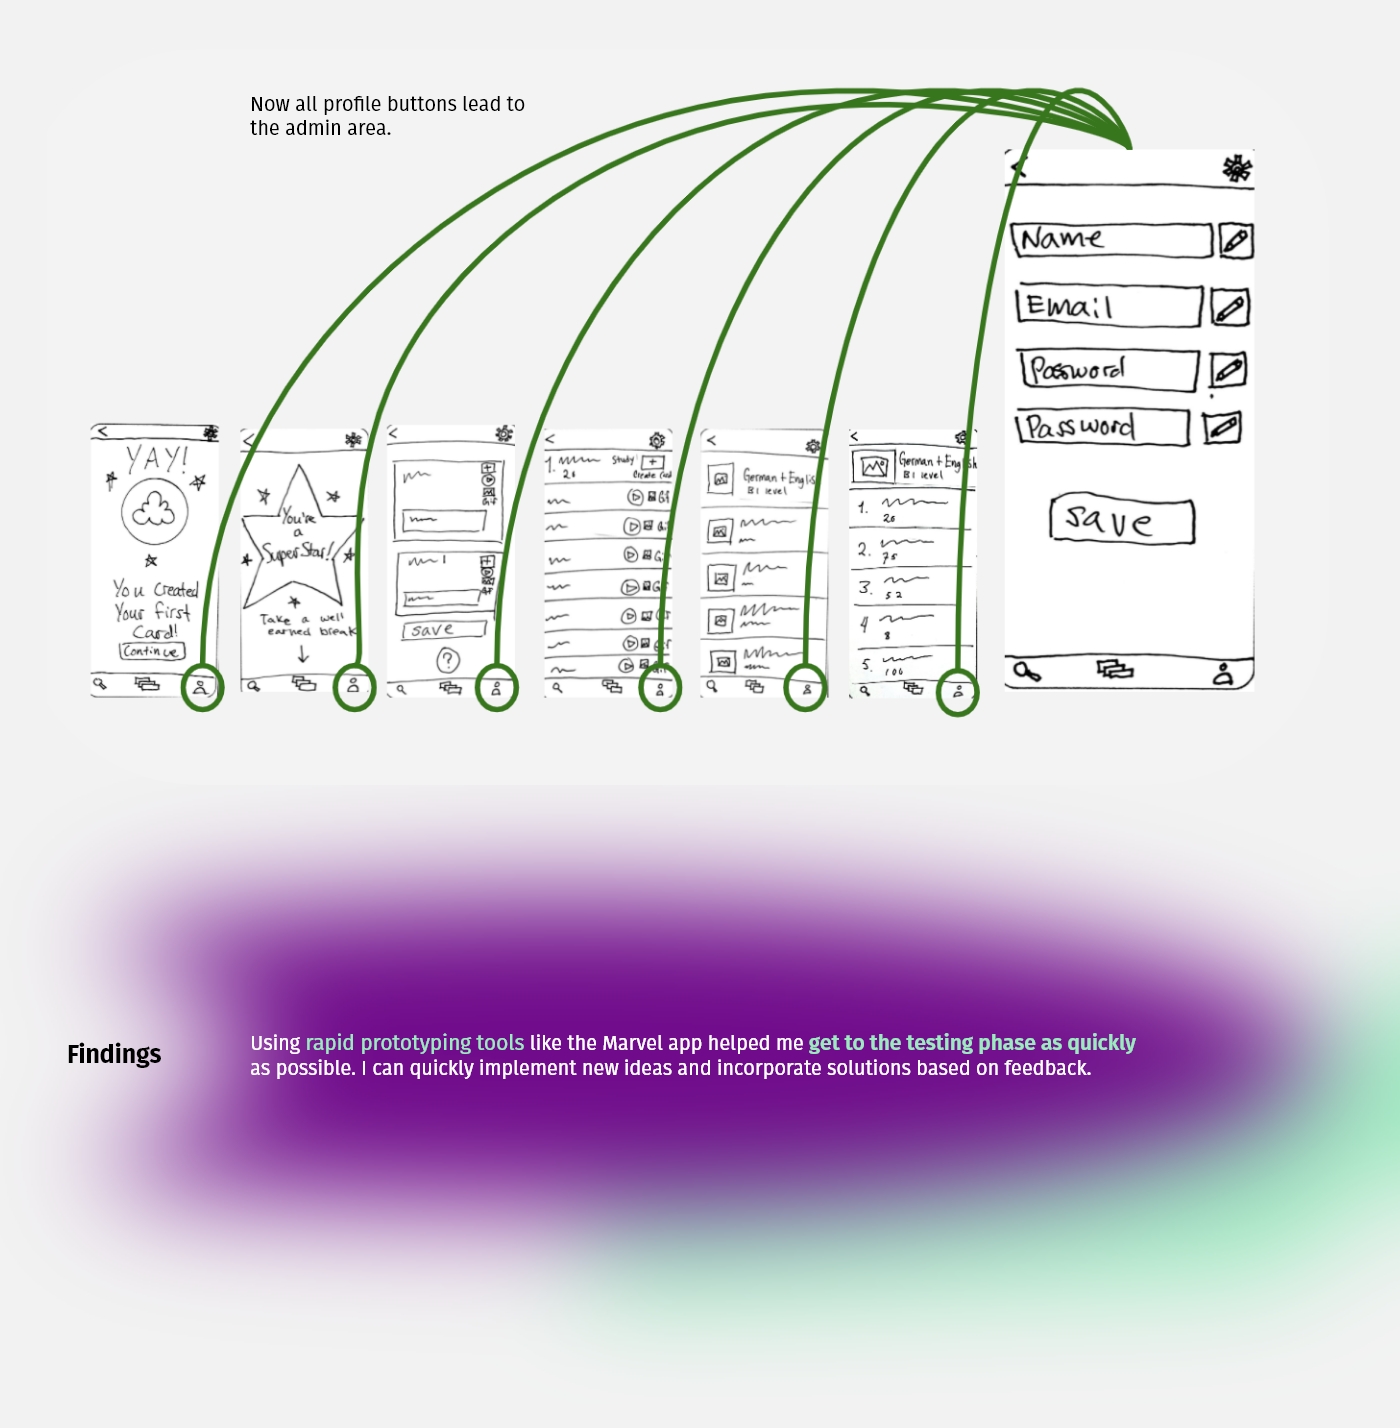 Now all profile buttons lead to
the admin area.
YAY!
You created
Your first
Card!
Continue
You're
a
Super Star!
Take a well
earned break
save
?
1.
Study!
+
26
Create Card
German + English
B1 level
German + English
B1 level
1.
26
2.
75
3.
52
4
8
5.
100
Name
Email
Password
Password
save
Findings
Using rapid prototyping tools like the Marvel app helped me get to the testing phase as quickly
as possible. I can quickly implement new ideas and incorporate solutions based on feedback.